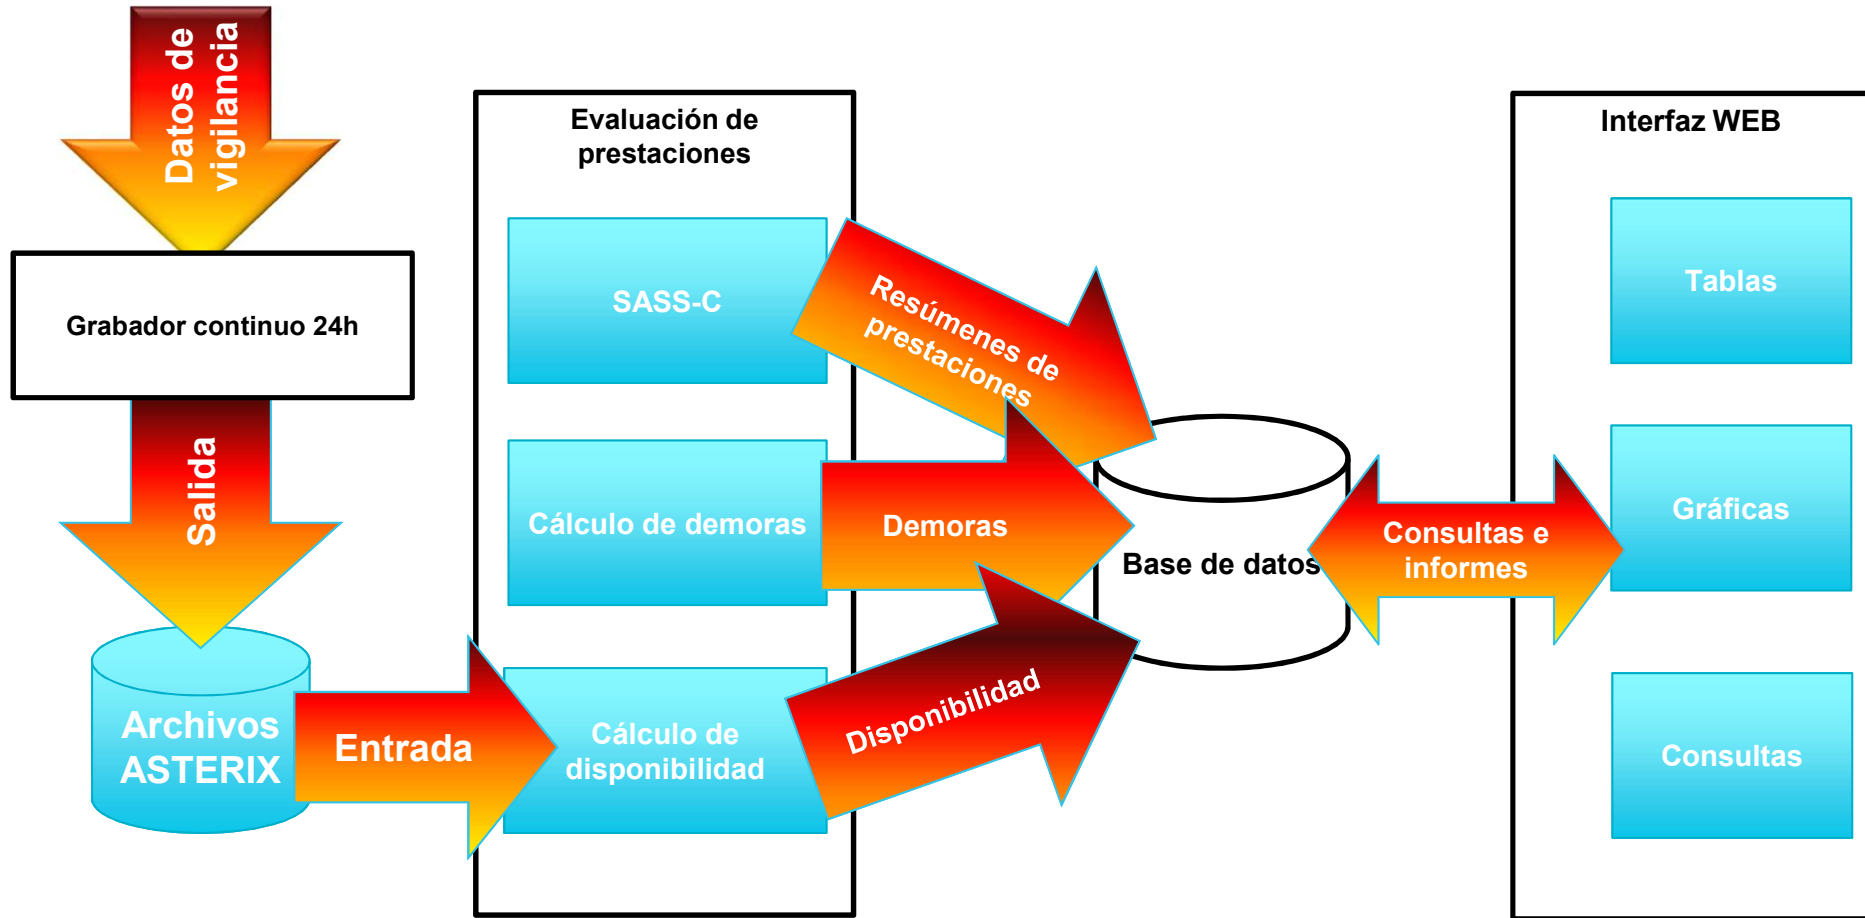 Datos de
vigilancia
Grabador continuo 24h
Salida
Archivos
ASTERIX
Entrada
Evaluación de
prestaciones
SASS-C
Cálculo de demoras
Cálculo de
disponibilidad
Resúmenes de
prestaciones
Demoras
Disponibilidad
Base de datos
Consultas e
informes
Interfaz WEB
Tablas
Gráficas
Consultas